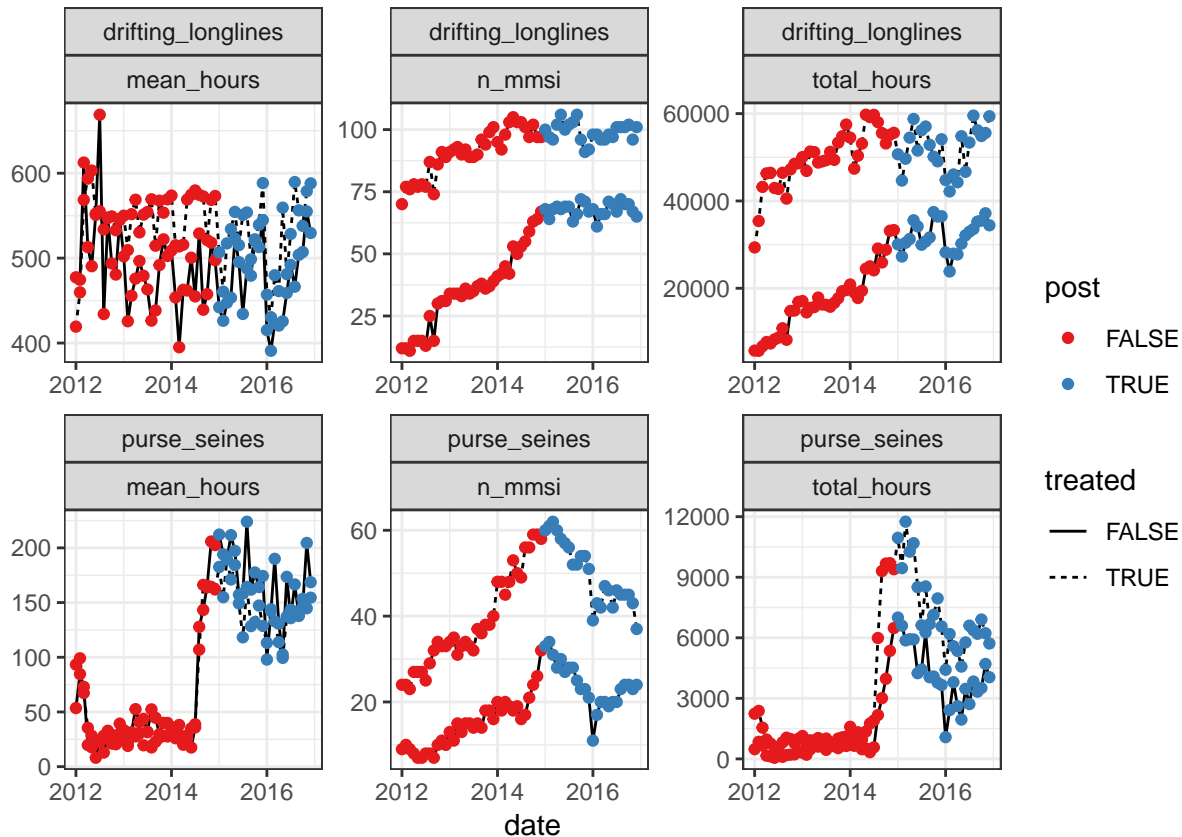 drifting_longlines drifting_longlines drifting_longlines
mean_hours n_mmsi total_hours
600
500
400
100
75
50
25
60000
40000
20000
2012 2014 2016 2012 2014 2016 2012 2014 2016
purse_seines purse_seines purse_seines
mean_hours n_mmsi total_hours
200
150
100
50
0
60
40
20
12000
9000
6000
3000
0
2012 2014 2016 2012 2014 2016 2012 2014 2016
date
post
FALSE
TRUE
treated
FALSE
TRUE